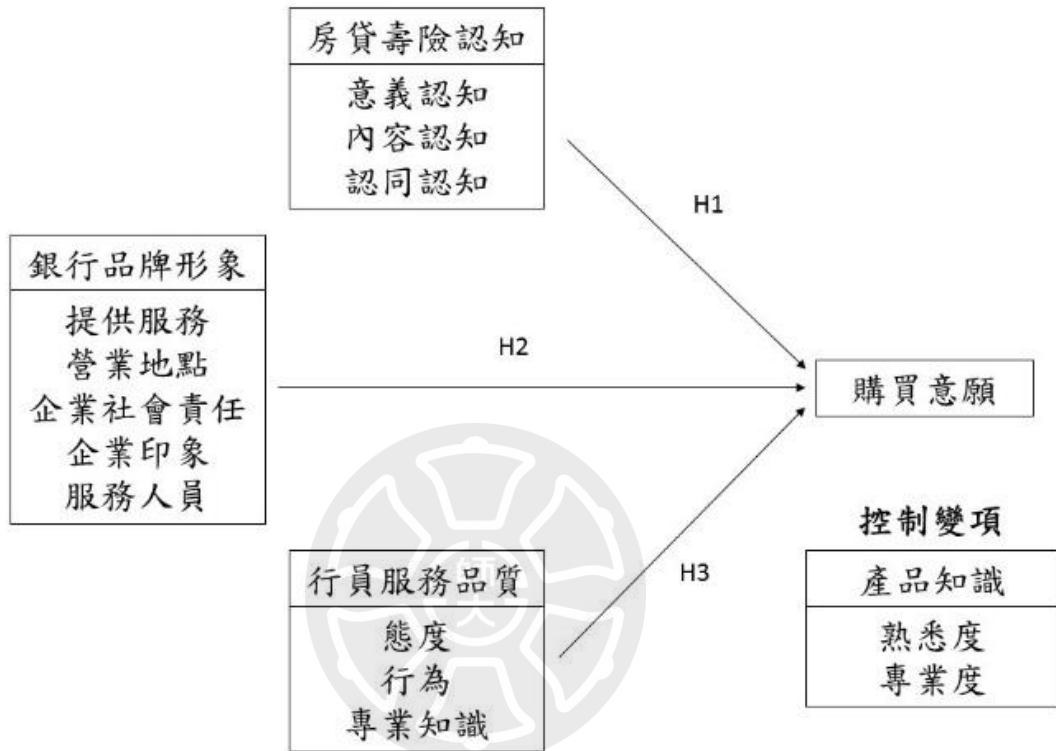 房貸壽險認知
意義認知
內容認知
認同認知
H1
銀行品牌形象
提供服務
營業地點
企業社會責任
企業印象
服務人員
H2
購買意願
行員服務品質
態度
行為
專業知識
H3
控制變項
產品知識
熟悉度
專業度
師大